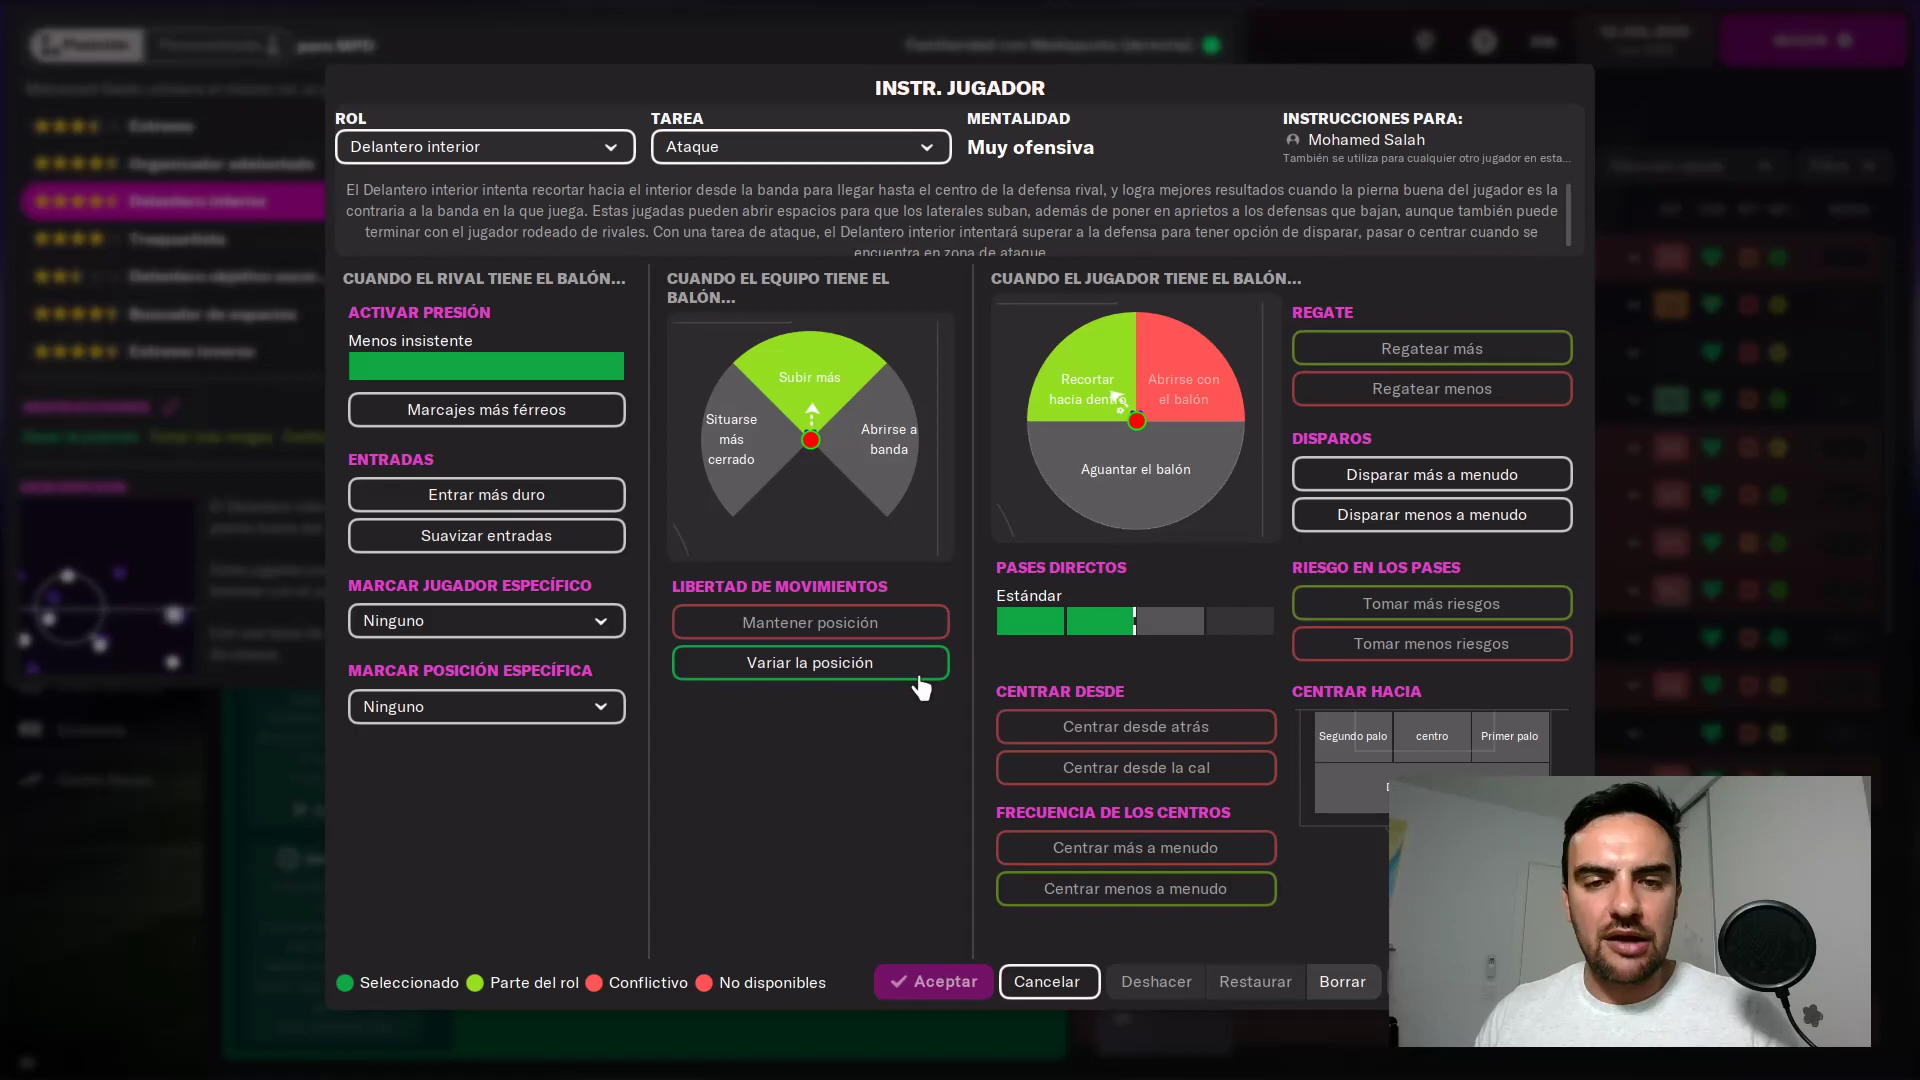 INSTR. JUGADOR
ROL
TAREA
MENTALIDAD
INSTRUCCIONES PARA:
Delantero interior
Ataque
Muy ofensiva
Mohamed Salah
También se utiliza para cualquier otro jugador en esta...
El Delantero interior intenta recortar hacia el interior desde la banda para llegar hasta el centro de la defensa rival, y logra mejores resultados cuando la pierna buena del jugador es la
contraria a la banda en la que juega. Estas jugadas pueden abrir espacios para que los laterales suban, además de poner en aprietos a los defensas que bajan, aunque también puede
terminar con el jugador rodeado de rivales. Con una tarea de ataque, el Delantero interior intentará superar a la defensa para tener opción de disparar, pasar o centrar cuando se
encuentra en zona de ataque.
CUANDO EL RIVAL TIENE EL BALÓN...
ACTIVAR PRESIÓN
Menos insistente
Marcajes más férreos
ENTRADAS
Entrar más duro
Suavizar entradas
MARCAR JUGADOR ESPECÍFICO
Ninguno
MARCAR POSICIÓN ESPECÍFICA
Ninguno
CUANDO EL EQUIPO TIENE EL
BALÓN...
Subir más
Situarse
más
cerrado
Abrirse a
banda
LIBERTAD DE MOVIMIENTOS
Mantener posición
Variar la posición
CUANDO EL JUGADOR TIENE EL BALÓN...
Recortar
hacia dentro
Abrirse con
el balón
Aguantar el balón
PASES DIRECTOS
Estándar
CENTRAR DESDE
Centrar desde atrás
Centrar desde la cal
FRECUENCIA DE LOS CENTROS
Centrar más a menudo
Centrar menos a menudo
REGATE
Regatear más
Regatear menos
DISPAROS
Disparar más a menudo
Disparar menos a menudo
RIESGO EN LOS PASES
Tomar más riesgos
Tomar menos riesgos
CENTRAR HACIA
Segundo palo
centro
Primer palo
Seleccionado
Parte del rol
Conflictivo
No disponibles
Aceptar
Cancelar
Deshacer
Restaurar
Borrar